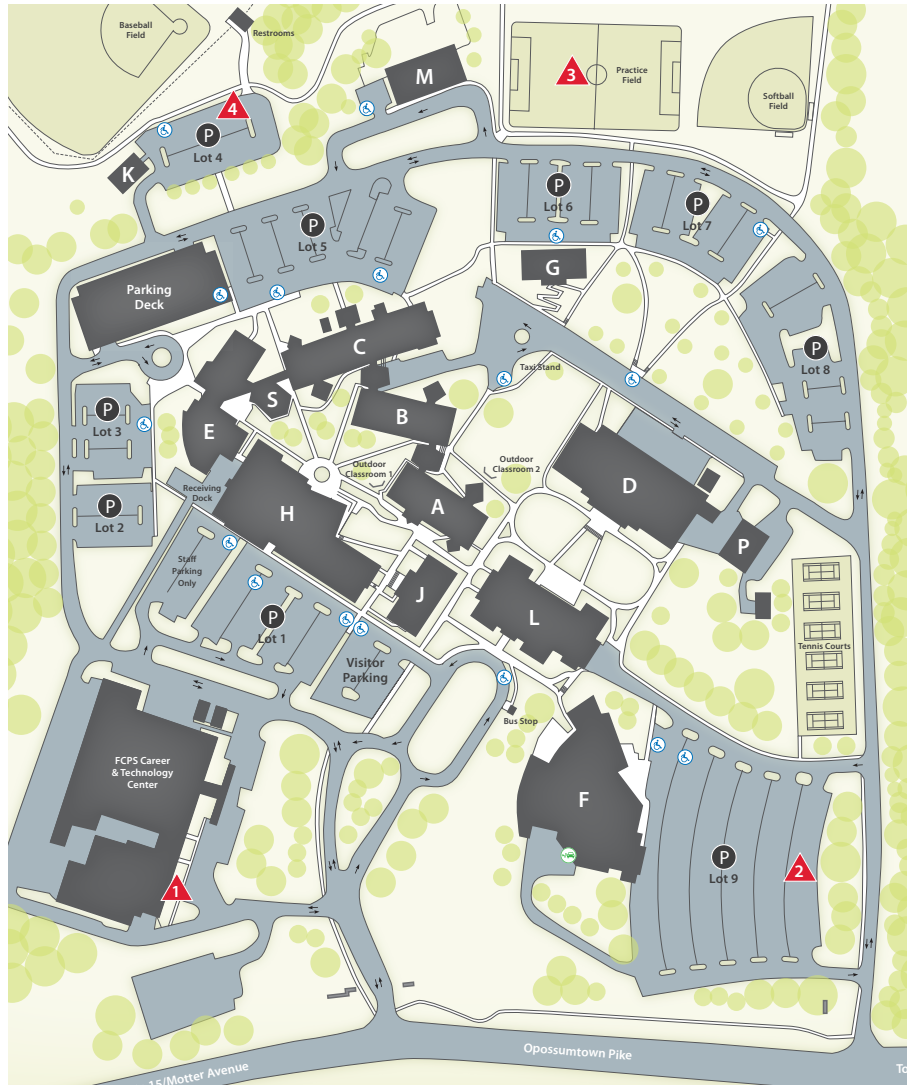 Baseball
Field
Restrooms
M
3
Practice
Field
Softball
Field
4
P
Lot 4
K
P
Lot 5
P
Lot 6
P
Lot 7
G
Parking
Deck
C
Taxi Stand
P
Lot 8
S
B
E
P
Lot 3
Outdoor
Classroom 1
Outdoor
Classroom 2
Receiving
Dock
P
Lot 2
H
A
D
P
Staff
Parking
Only
J
L
P
Lot 1
Tennis Courts
Visitor
Parking
Bus Stop
FCPS Career
& Technology
Center
F
P
Lot 9
1
2
Opossumtown Pike
15/Motter Avenue
To